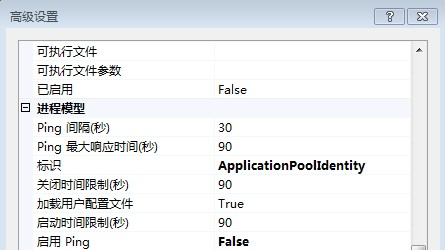 高级设置
可执行文件
可执行文件参数
已启用 False
进程模型
Ping 间隔(秒) 30
Ping 最大响应时间(秒) 90
标识 ApplicationPoolIdentity
关闭时间限制(秒) 90
加载用户配置文件 True
启动时间限制(秒) 90
启用 Ping False